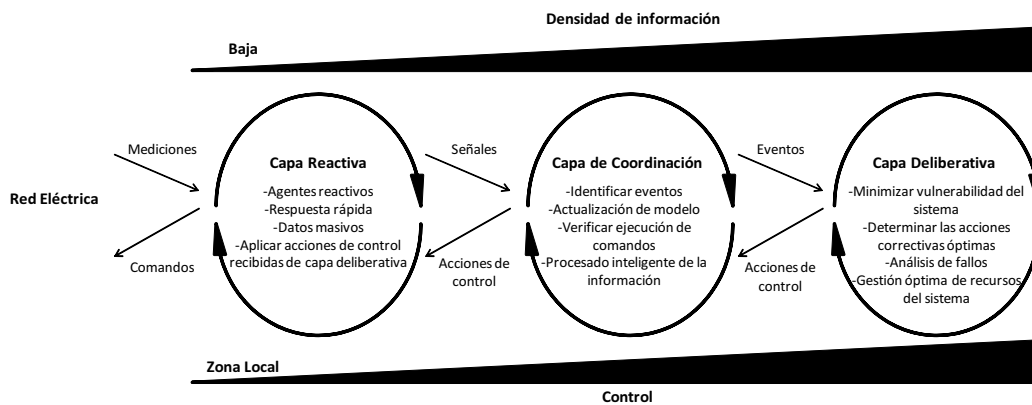 Densidad de información
Baja
Red Eléctrica
Mediciones
Comandos
Capa Reactiva
-Agentes reactivos
-Respuesta rápida
-Datos masivos
-Aplicar acciones de control
recibidas de capa deliberativa
Señales
Acciones de
control
Capa de Coordinación
-Identificar eventos
-Actualización de modelo
-Verificar ejecución de
comandos
-Procesado inteligente de la
información
Eventos
Acciones de
control
Capa Deliberativa
-Minimizar vulnerabilidad del
sistema
-Determinar las acciones
correctivas óptimas
-Análisis de fallos
-Gestión óptima de recursos
del sistema
Zona Local
Control